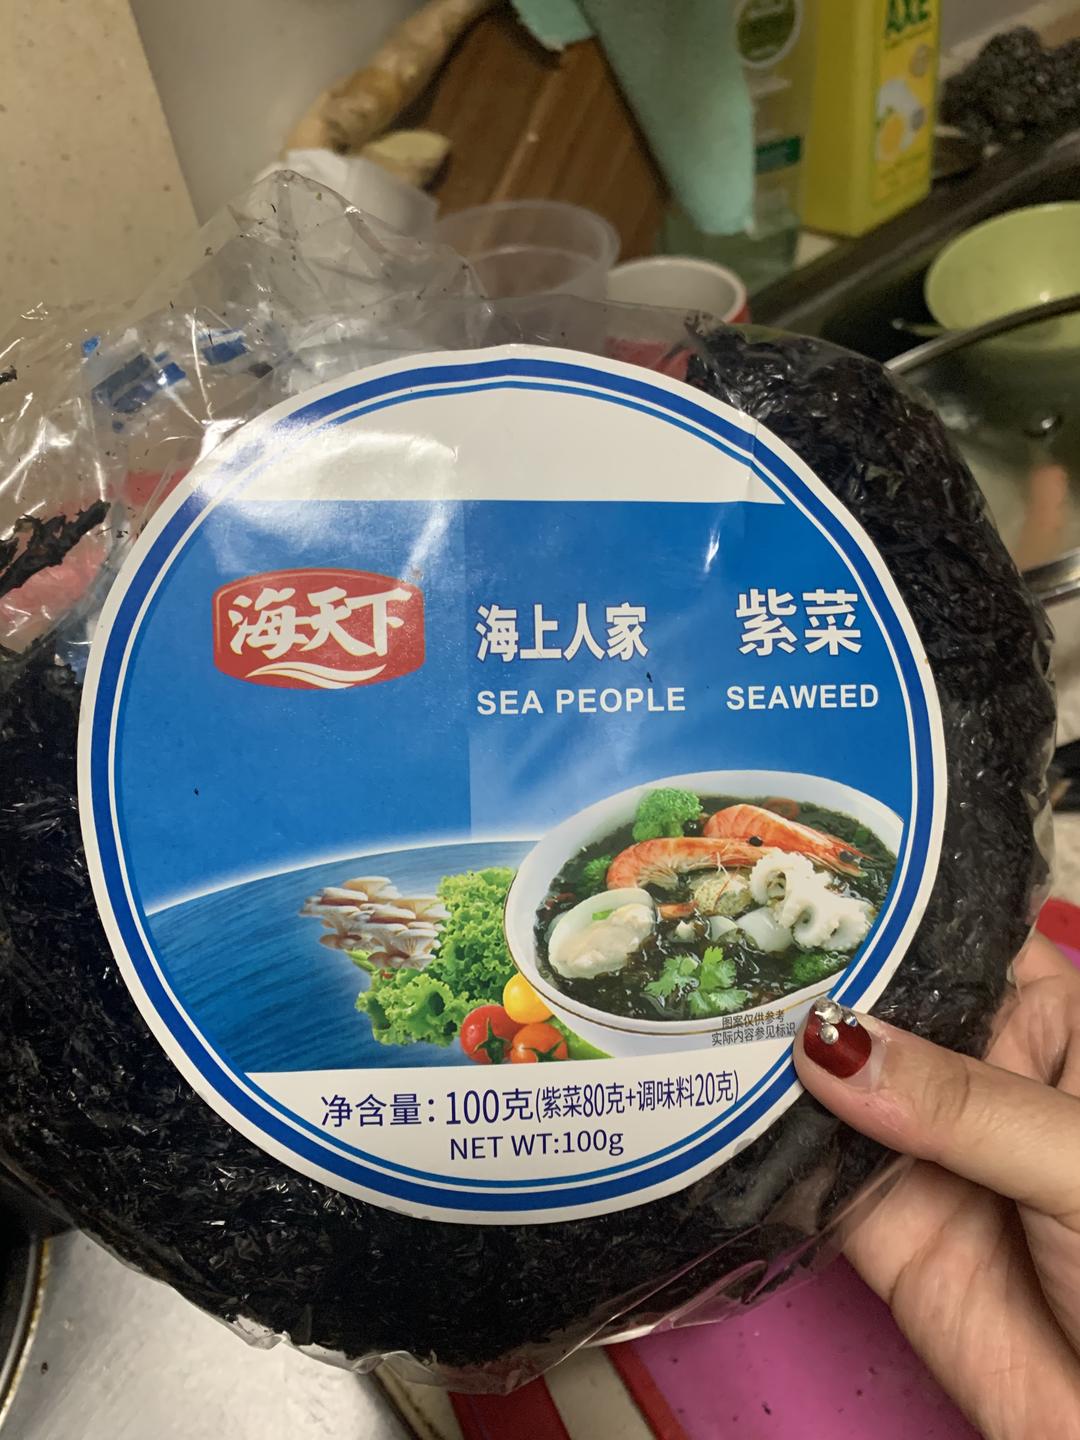 AXE
海天下
海上人家 紫菜
SEA PEOPLE SEAWEED
图案仅供参考
实际内容参见标识
净含量：100克(紫菜80克+调味料20克)
NET WT:100g